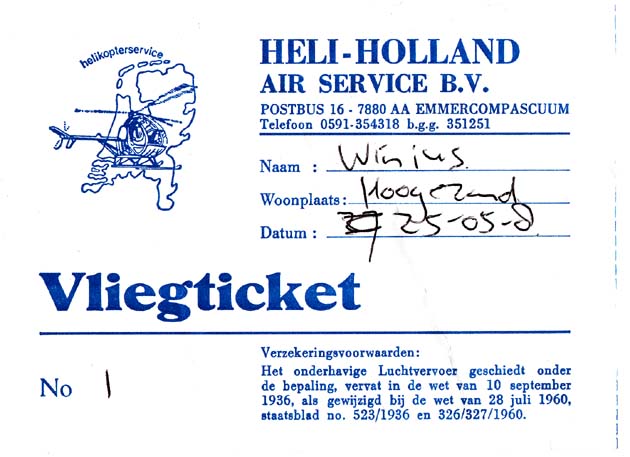 helikopterservice
HELI-HOLLAND
AIR SERVICE B.V.
POSTBUS 16 - 7880 AA EMMERCOMPASCUUM
Telefoon 0591-354318 b.g.g. 351251
Naam : Winius
Woonplaats: Hoogezand
Datum : 25-05-8
Vliegticket
No 1
Verzekeringsvoorwaarden:
Het onderhavige Luchtvervoer geschiedt onder
de bepaling, vervat in de wet van 10 september
1936, als gewijzigd bij de wet van 28 juli 1960,
staatsblad no. 523/1936 en 326/327/1960.